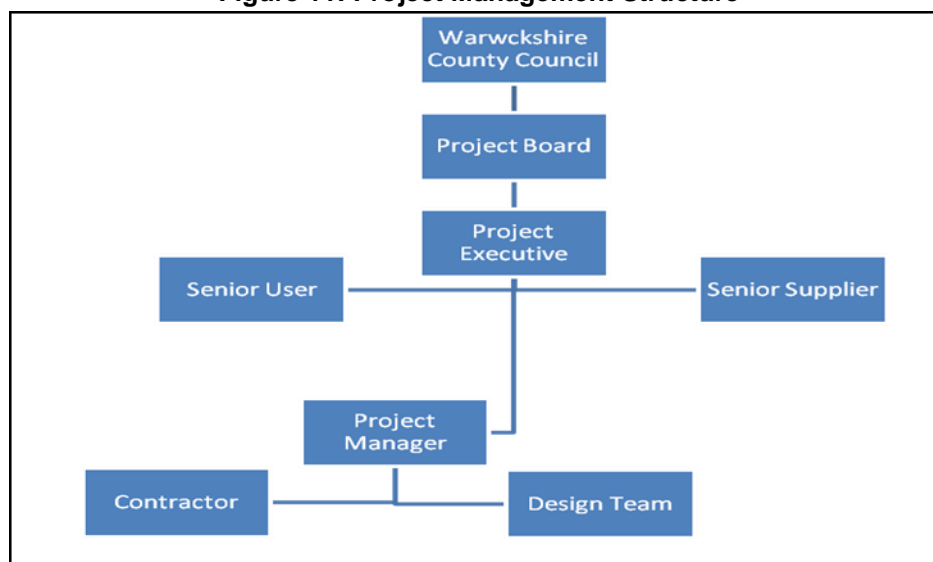 Warwckshire
County Council
Project Board
Project
Executive
Senior User
Senior Supplier
Project
Manager
Contractor
Design Team